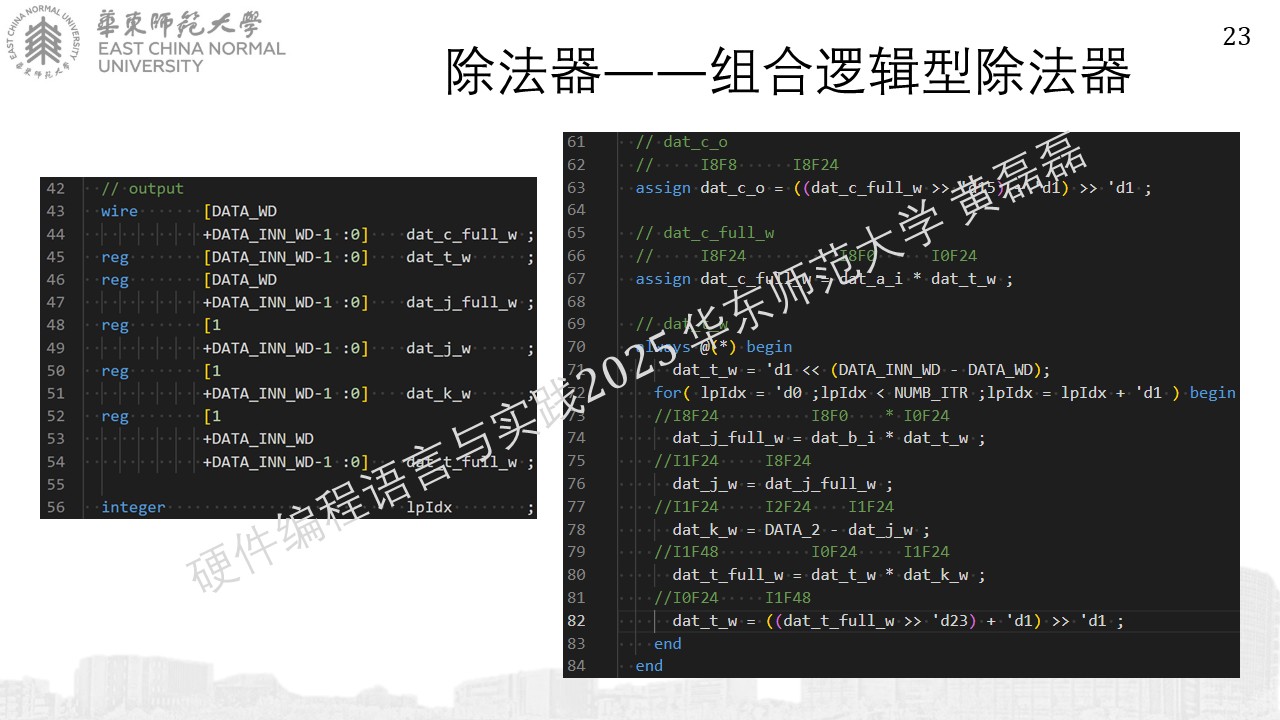 華東師范大學
EAST CHINA NORMAL
UNIVERSITY
EAST CHINA NORMAL UNIVERSITY
華東師范大學
23
除法器——组合逻辑型除法器
42 // output
43 wire [DATA_WD
44 +DATA_INN_WD-1 :0] dat_c_full_w ;
45 reg [DATA_INN_WD-1 :0] dat_t_w ;
46 reg [DATA_WD
47 +DATA_INN_WD-1 :0] dat_j_full_w ;
48 reg [1
49 +DATA_INN_WD-1 :0] dat_j_w ;
50 reg [1
51 +DATA_INN_WD-1 :0] dat_k_w ;
52 reg [1
53 +DATA_INN_WD
54 +DATA_INN_WD-1 :0] dat_t_full_w ;
55
56 integer lpIdx ;
61 // dat_c_o
62 // I8F8 I8F24
63 assign dat_c_o = ((dat_c_full_w >> 'd15) + 'd1) >> 'd1 ;
64
65 // dat_c_full_w
66 // I8F24 I8F0 I0F24
67 assign dat_c_full_w = dat_a_i * dat_t_w ;
68
69 // dat_t_w
70 always @(*) begin
71 dat_t_w = 'd1 << (DATA_INN_WD - DATA_WD);
72 for( lpIdx = 'd0 ;lpIdx < NUMB_ITR ;lpIdx = lpIdx + 'd1 ) begin
73 //I8F24 I8F0 * I0F24
74 dat_j_full_w = dat_b_i * dat_t_w ;
75 //I1F24 I8F24
76 dat_j_w = dat_j_full_w ;
77 //I1F24 I2F24 I1F24
78 dat_k_w = DATA_2 - dat_j_w ;
79 //I1F48 I0F24 I1F24
80 dat_t_full_w = dat_t_w * dat_k_w ;
81 //I0F24 I1F48
82 dat_t_w = ((dat_t_full_w >> 'd23) + 'd1) >> 'd1 ;
83 end
84 end
硬件编程语言与实践2025 华东师范大学 黄磊磊